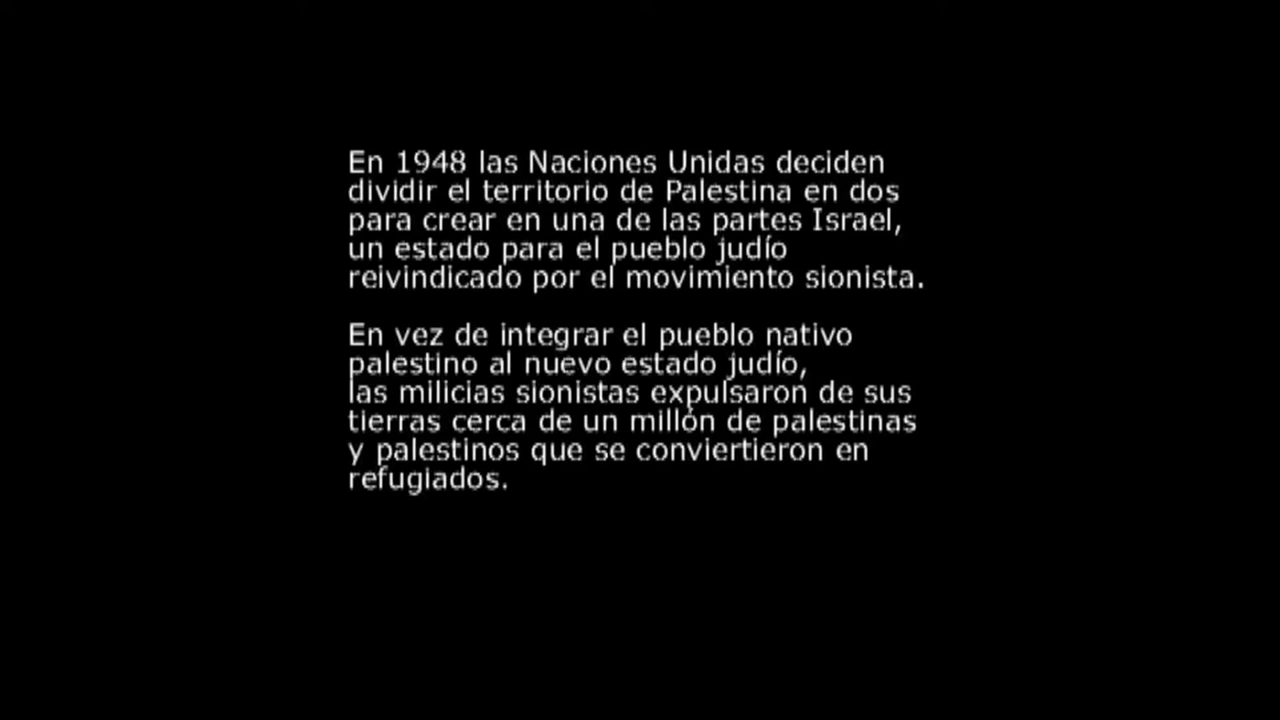 En 1948 las Naciones Unidas deciden
dividir el territorio de Palestina en dos
para crear en una de las partes Israel,
un estado para el pueblo judío
reivindicado por el movimiento sionista.
En vez de integrar el pueblo nativo
palestino al nuevo estado judío,
las milicias sionistas expulsaron de sus
tierras cerca de un millón de palestinas
y palestinos que se conviertieron en
refugiados.